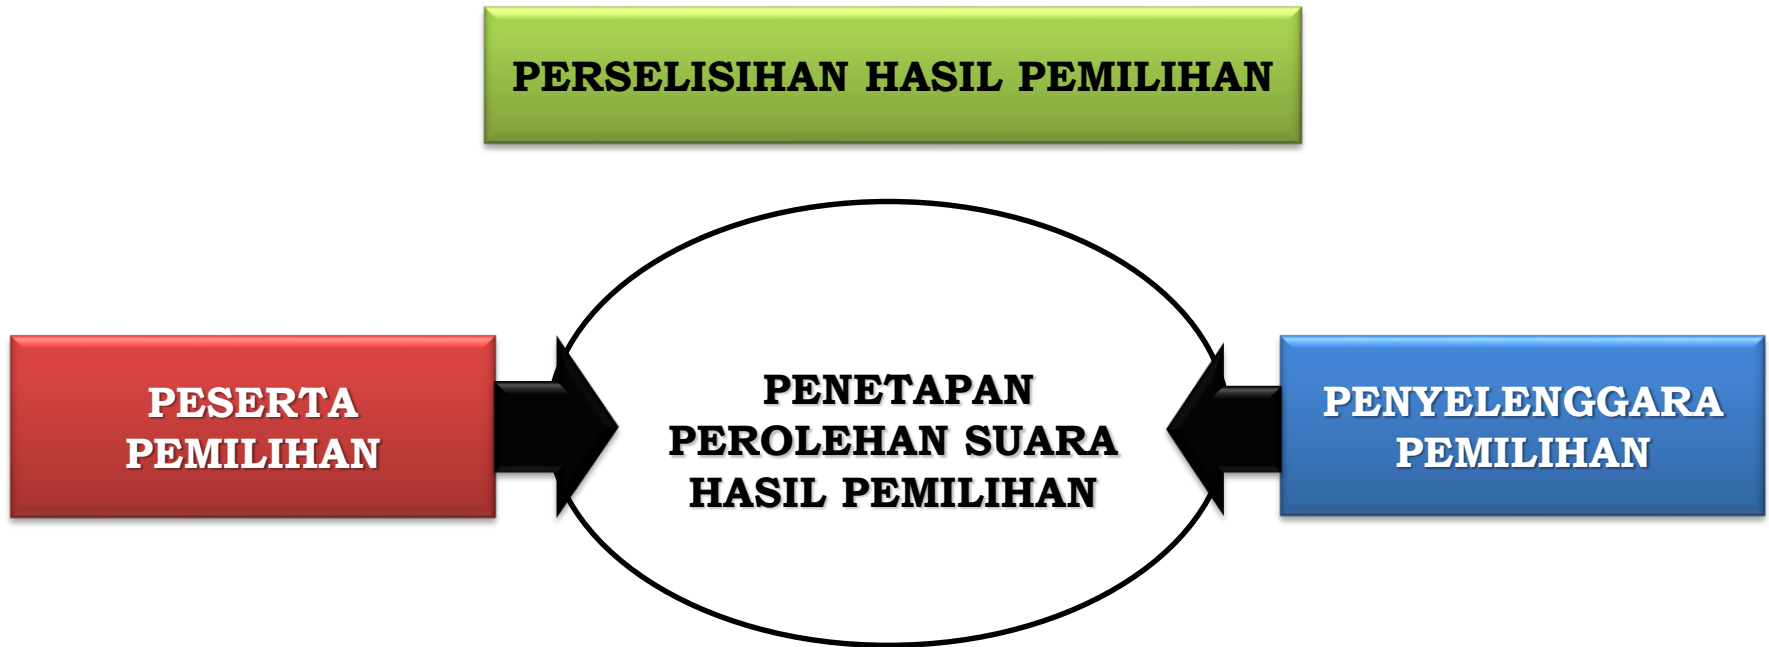 PERSELISIHAN HASIL PEMILIHAN
PESERTA
PEMILIHAN
PENETAPAN
PEROLEHAN SUARA
HASIL PEMILIHAN
PENYELENGGARA
PEMILIHAN